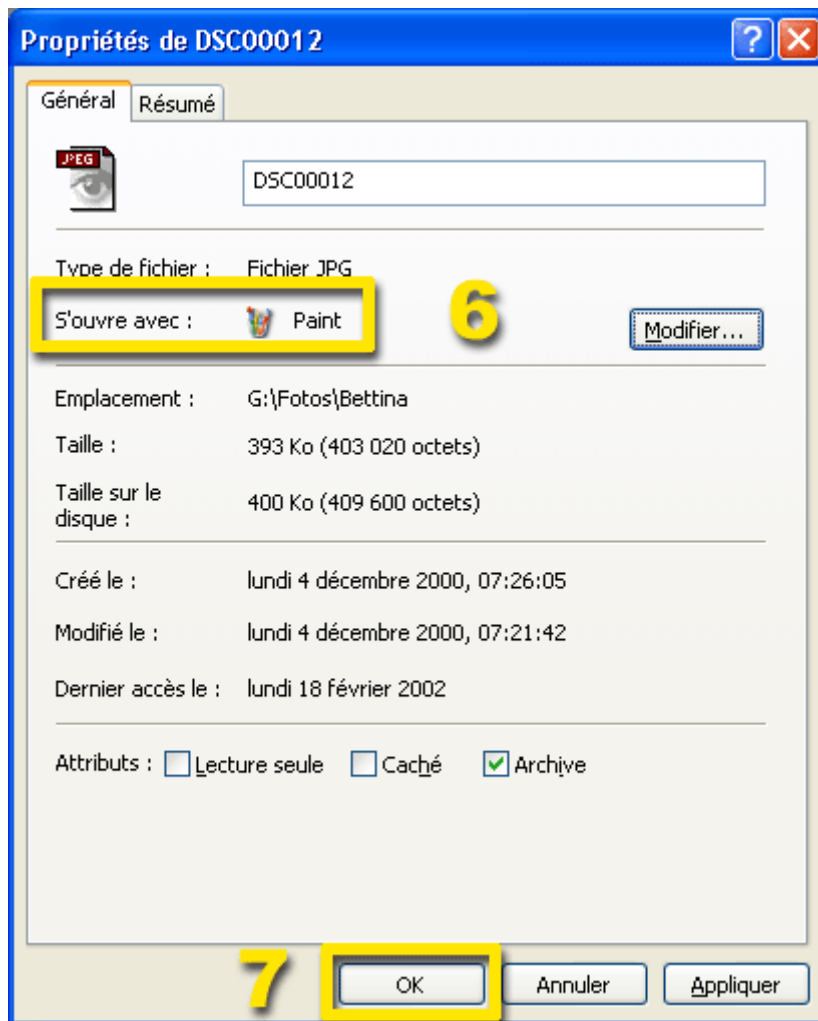 Propriétés de DSC00012
Général Résumé
JPEG
DSC00012
Type de fichier : Fichier JPG
S'ouvre avec : Paint 6 Modifier...
Emplacement : G:\Fotos\Bettina
Taille : 393 Ko (403 020 octets)
Taille sur le
disque : 400 Ko (409 600 octets)
Créé le : lundi 4 décembre 2000, 07:26:05
Modifié le : lundi 4 décembre 2000, 07:21:42
Dernier accès le : lundi 18 février 2002
Attributs : Lecture seule Caché Archive
7 OK Annuler Appliquer